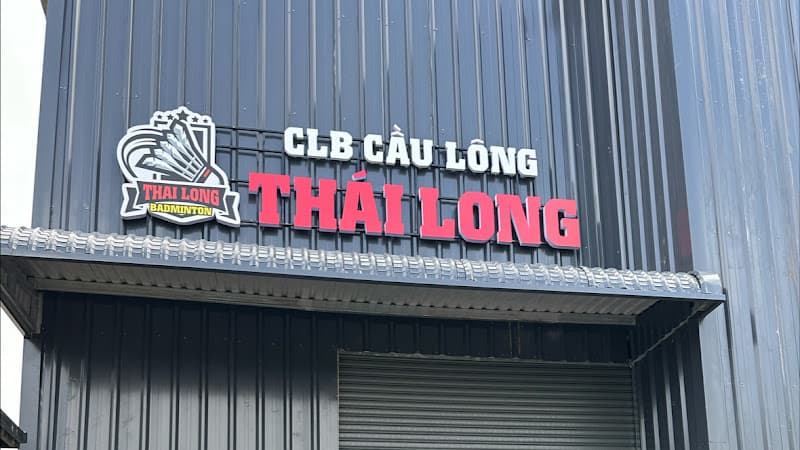 CLB CẦU LÔNG
THÁI LONG
THAI LONG
BADMINTON